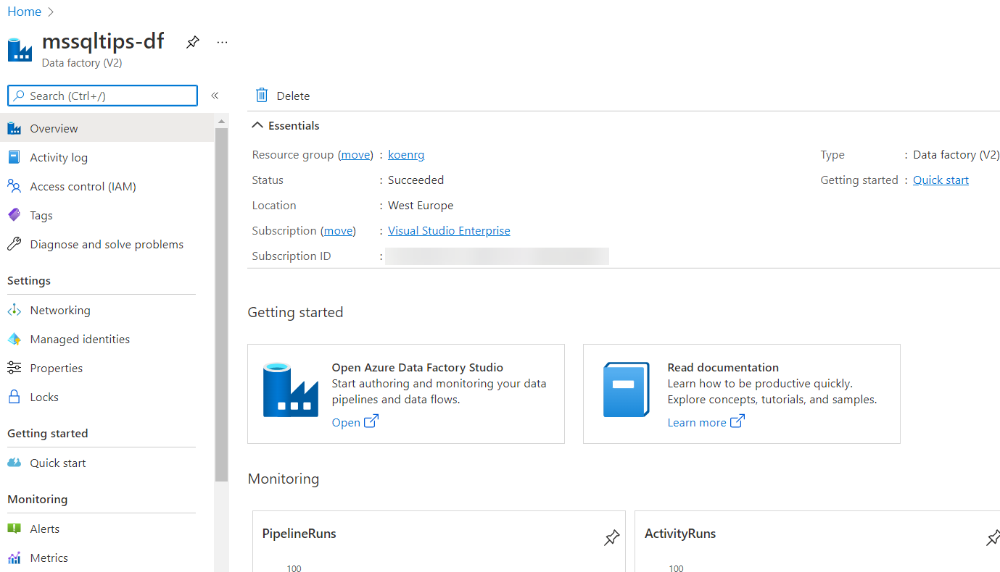 Home
mssqltips-df
Data factory (V2)
Search (Ctrl+/)
Overview
Activity log
Access control (IAM)
Tags
Diagnose and solve problems
Settings
Networking
Managed identities
Properties
Locks
Getting started
Quick start
Monitoring
Alerts
Metrics
Delete
Essentials
Resource group (move) : koenrg
Status : Succeeded
Location : West Europe
Subscription (move) : Visual Studio Enterprise
Subscription ID :
Type : Data factory (V2)
Getting started : Quick start
Getting started
Open Azure Data Factory Studio
Start authoring and monitoring your data
pipelines and data flows.
Open
Read documentation
Learn how to be productive quickly.
Explore concepts, tutorials, and samples.
Learn more
Monitoring
PipelineRuns
100
ActivityRuns
100